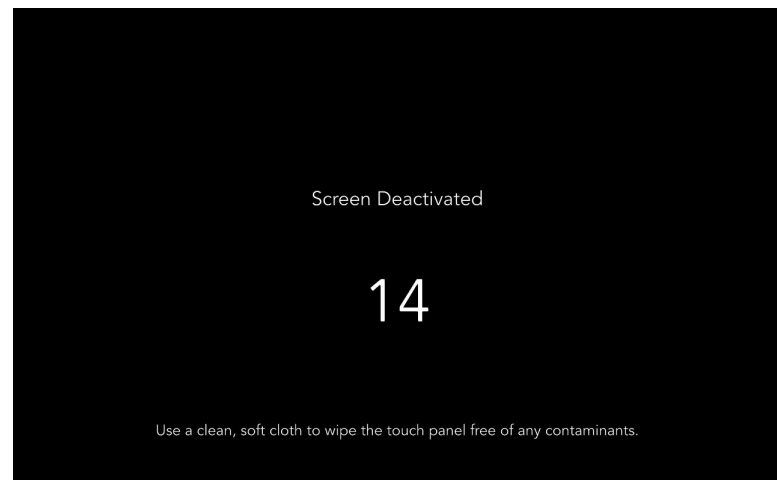 Screen Deactivated
14
Use a clean, soft cloth to wipe the touch panel free of any contaminants.